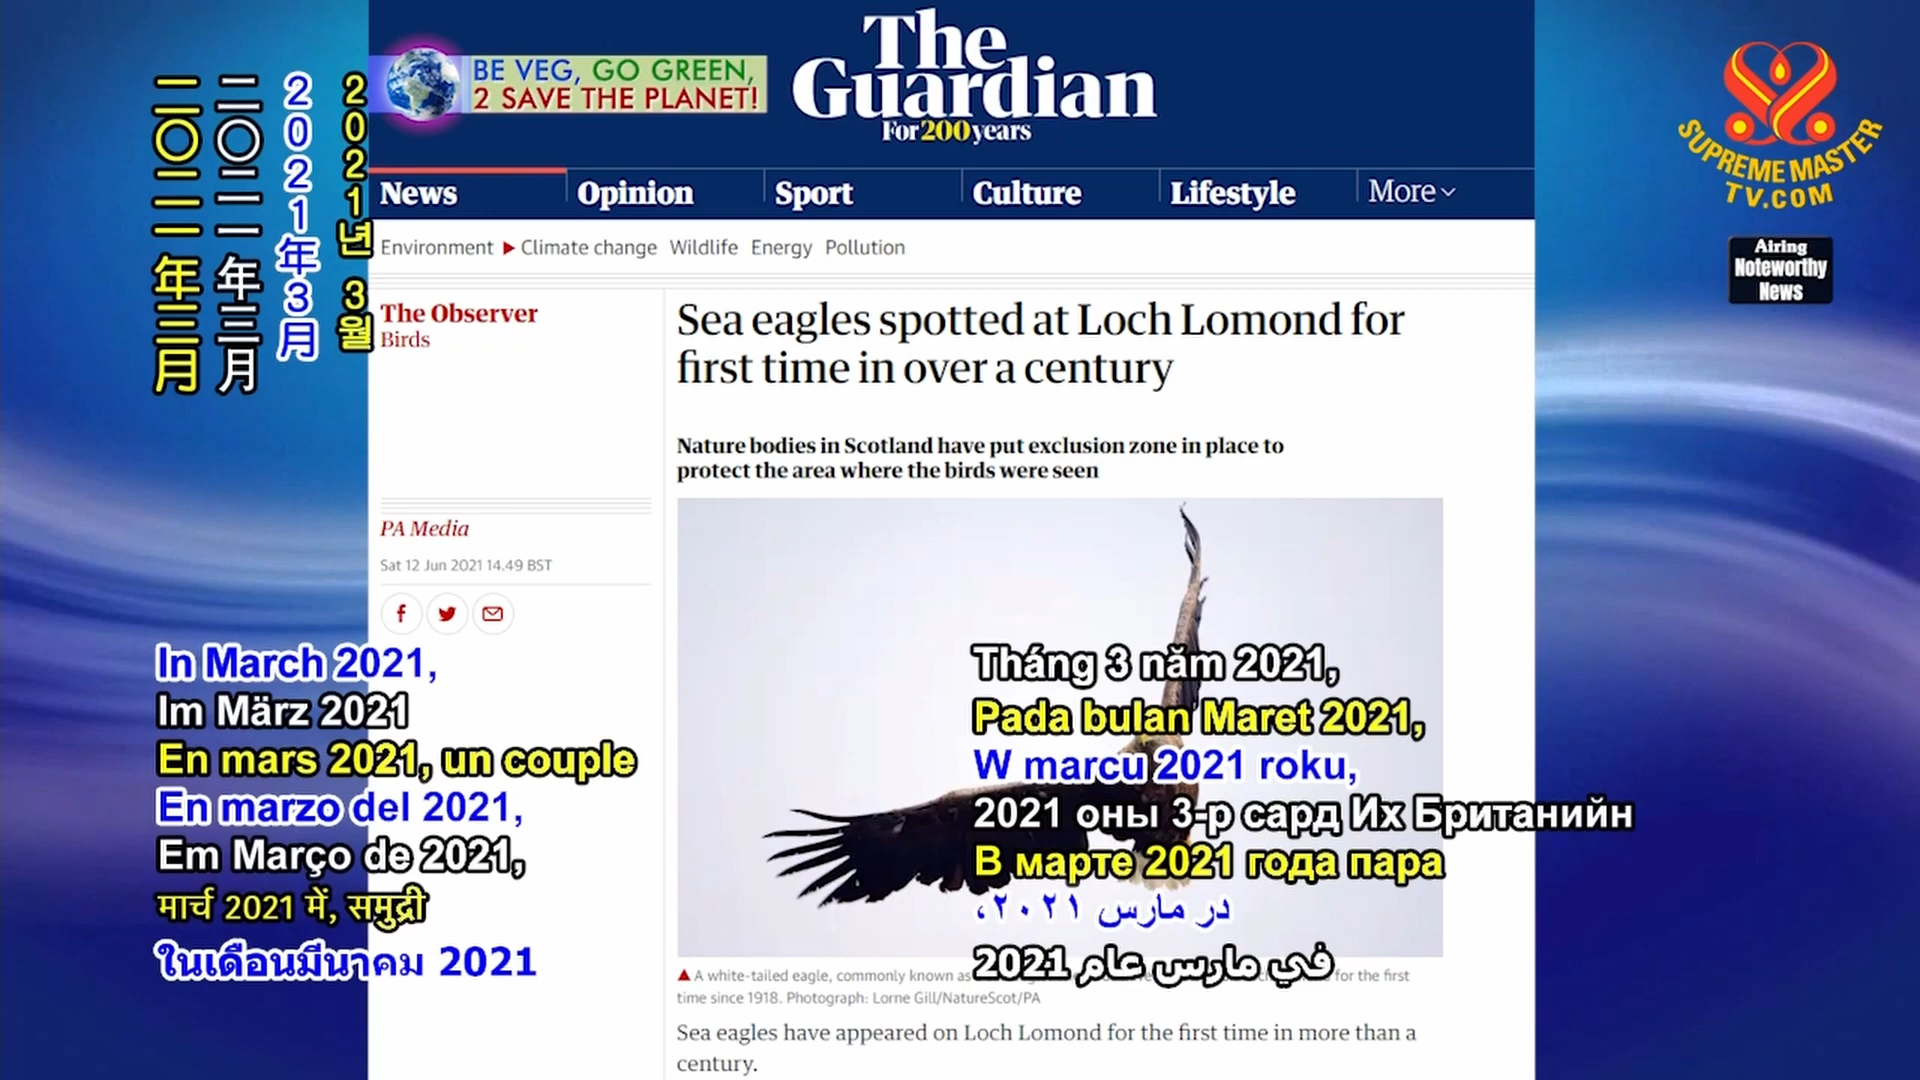 二〇二一年三月
二〇二一年三月
2021年3月
2021년 3월
BE VEG, GO GREEN,
2 SAVE THE PLANET!
The
Guardian
For 200 years
SUPREME MASTER
TV.COM
Airing
Noteworthy
News
News Opinion Sport Culture Lifestyle More
Environment Climate change Wildlife Energy Pollution
The Observer
Birds
Sea eagles spotted at Loch Lomond for
first time in over a century
Nature bodies in Scotland have put exclusion zone in place to
protect the area where the birds were seen
PA Media
Sat 12 Jun 2021 14.49 BST
In March 2021,
Im März 2021
En mars 2021, un couple
En marzo del 2021,
Em Março de 2021,
मार्च 2021 में, समुद्री
ในเดือนมีนาคม 2021
Tháng 3 năm 2021,
Pada bulan Maret 2021,
W marcu 2021 roku,
2021 оны 3-р сард Их Британийн
В марте 2021 года пара
در مارس ۲۰۲۱،
في مارس عام 2021
A white-tailed eagle, commonly known as for the first
time since 1918. Photograph: Lorne Gill/NatureScot/PA
Sea eagles have appeared on Loch Lomond for the first time in more than a
century.